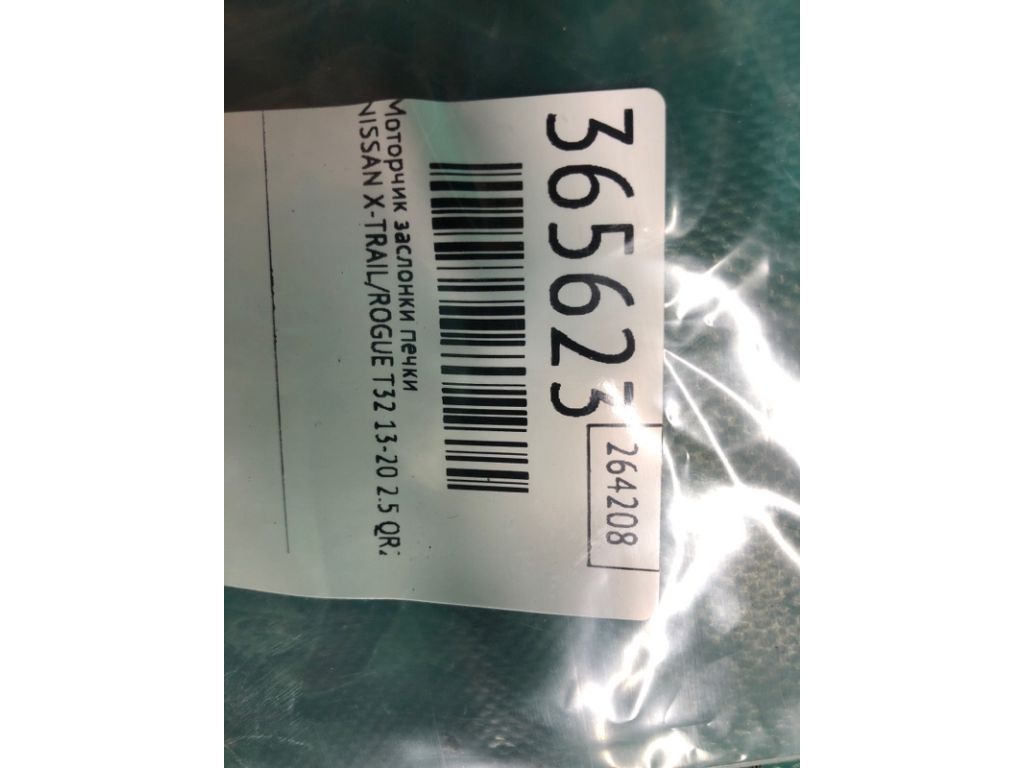 365623
264208
Моторчик заслонки печки
NISSAN X-TRAIL/ROGUE T32 13-20 2.5